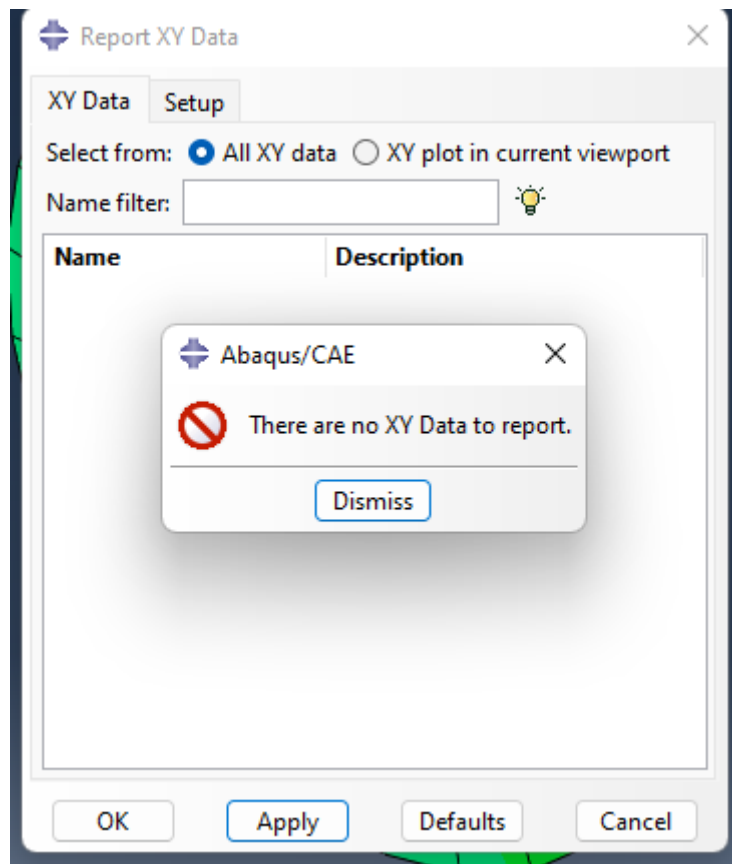 Report XY Data
XY Data Setup
Select from: All XY data XY plot in current viewport
Name filter:
Name Description
Abaqus/CAE
There are no XY Data to report.
Dismiss
OK Apply Defaults Cancel